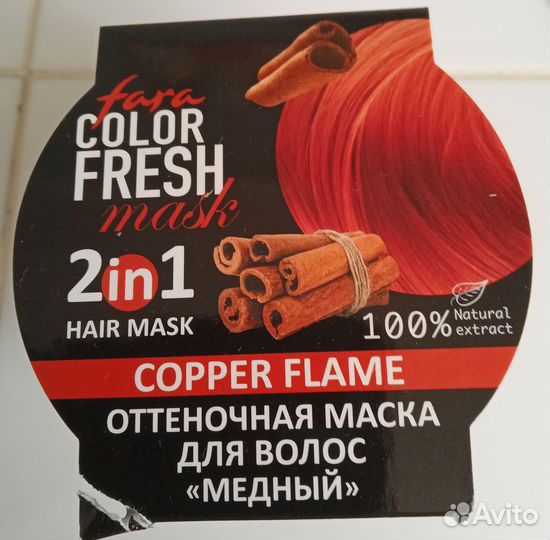 fara
COLOR
FRESH
mask
2in1
HAIR MASK
100% Natural extract
COPPER FLAME
ОТТЕНОЧНАЯ МАСКА
ДЛЯ ВОЛОС
«МЕДНЫЙ»
Avito